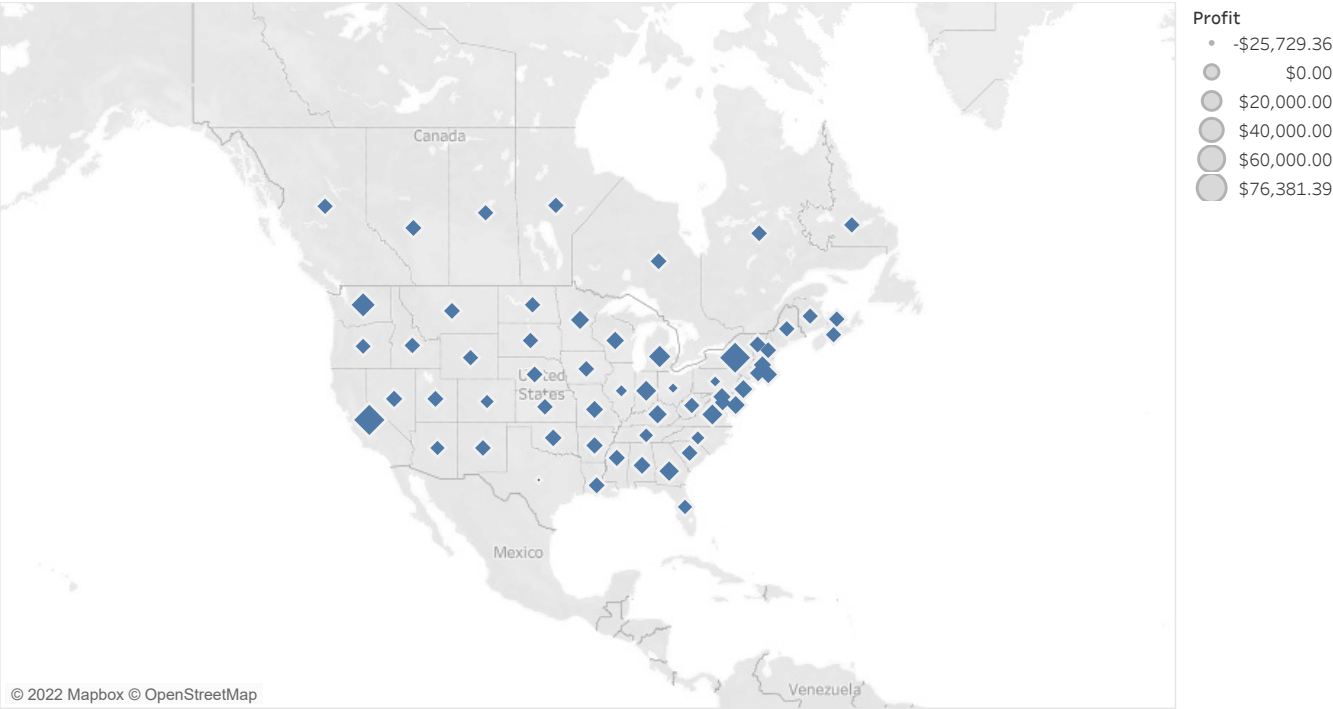 Canada
United
States
Mexico
Venezuela
© 2022 Mapbox © OpenStreetMap
Profit
-$25,729.36
$0.00
$20,000.00
$40,000.00
$60,000.00
$76,381.39